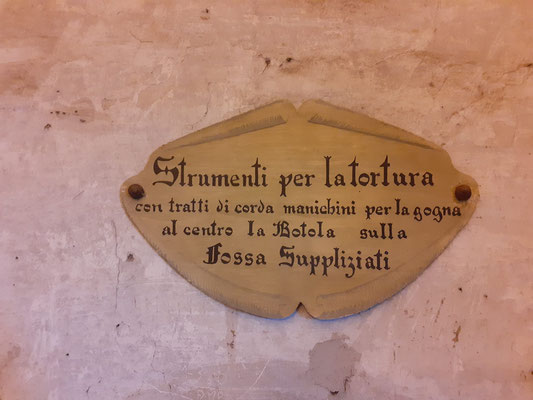 Strumenti per la tortura
con tratti di corda manichini per la gogna
al centro la Botola sulla
Fossa Suppliziati